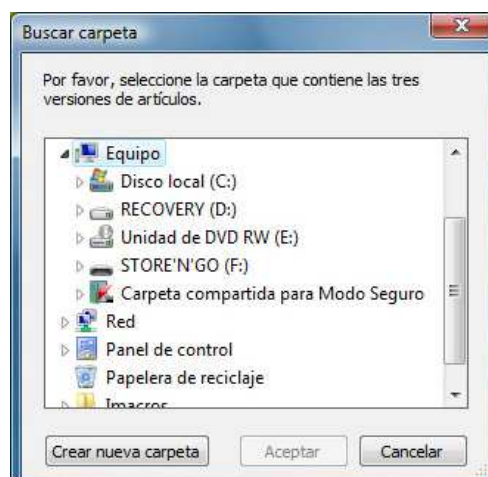 Buscar carpeta
Por favor, seleccione la carpeta que contiene las tres
versiones de artículos.
Equipo
Disco local (C:)
RECOVERY (D:)
Unidad de DVD RW (E:)
STORE'N'GO (F:)
Carpeta compartida para Modo Seguro
Red
Panel de control
Papelera de reciclaje
Imacros
Crear nueva carpeta
Aceptar
Cancelar